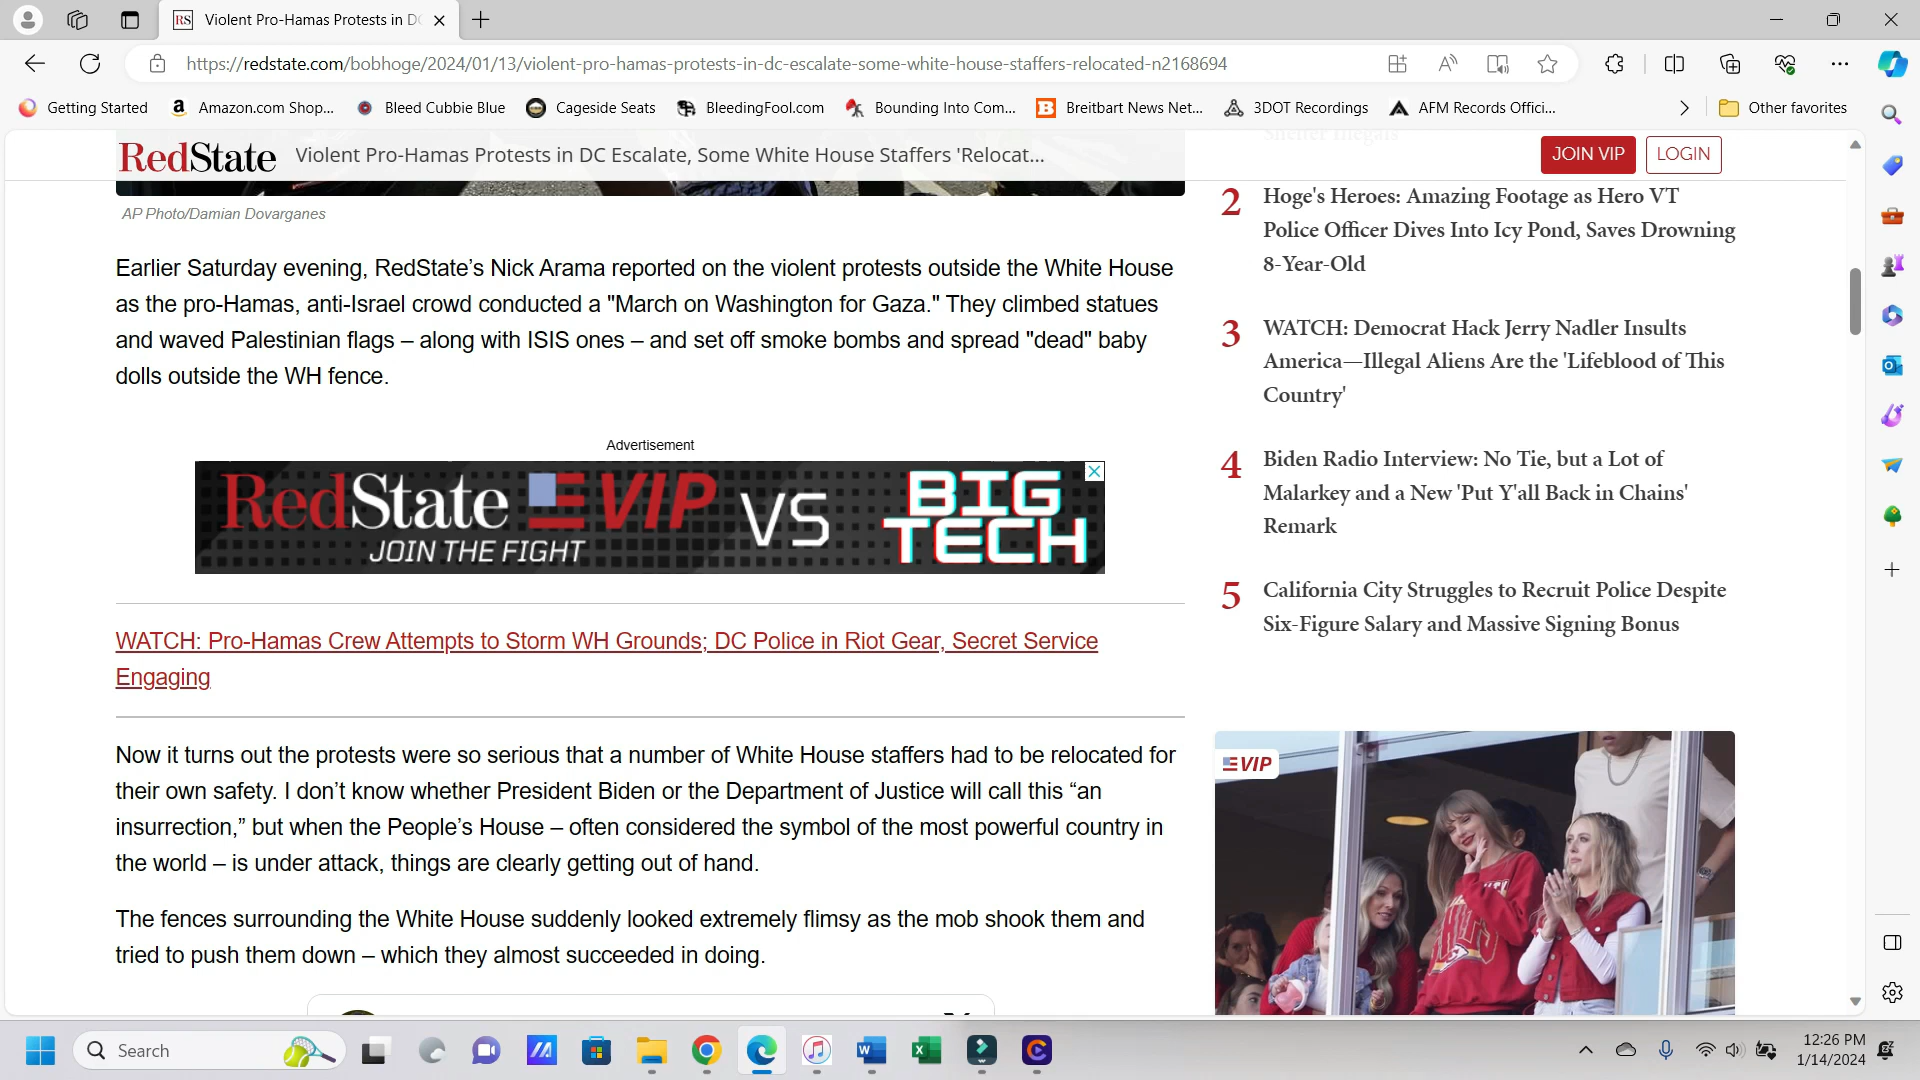 RS Violent Pro-Hamas Protests in DC
https://redstate.com/bobhoge/2024/01/13/violent-pro-hamas-protests-in-dc-escalate-some-white-house-staffers-relocated-n2168694
Getting Started
Amazon.com Shop...
Bleed Cubbie Blue
Cageside Seats
BleedingFool.com
Bounding Into Com...
Breitbart News Net...
3DOT Recordings
AFM Records Offici...
Other favorites
RedState
Violent Pro-Hamas Protests in DC Escalate, Some White House Staffers 'Relocat...
JOIN VIP
LOGIN
AP Photo/Damian Dovarganes
Earlier Saturday evening, RedState’s Nick Arama reported on the violent protests outside the White House
as the pro-Hamas, anti-Israel crowd conducted a "March on Washington for Gaza." They climbed statues
and waved Palestinian flags – along with ISIS ones – and set off smoke bombs and spread "dead" baby
dolls outside the WH fence.
Advertisement
RedState VIP VS BIG TECH
JOIN THE FIGHT
WATCH: Pro-Hamas Crew Attempts to Storm WH Grounds; DC Police in Riot Gear, Secret Service
Engaging
Now it turns out the protests were so serious that a number of White House staffers had to be relocated for
their own safety. I don’t know whether President Biden or the Department of Justice will call this “an
insurrection,” but when the People’s House – often considered the symbol of the most powerful country in
the world – is under attack, things are clearly getting out of hand.
The fences surrounding the White House suddenly looked extremely flimsy as the mob shook them and
tried to push them down – which they almost succeeded in doing.
Shelter Illegals
2 Hoge's Heroes: Amazing Footage as Hero VT
Police Officer Dives Into Icy Pond, Saves Drowning
8-Year-Old
3 WATCH: Democrat Hack Jerry Nadler Insults
America—Illegal Aliens Are the 'Lifeblood of This
Country'
4 Biden Radio Interview: No Tie, but a Lot of
Malarkey and a New 'Put Y'all Back in Chains'
Remark
5 California City Struggles to Recruit Police Despite
Six-Figure Salary and Massive Signing Bonus
VIP
Search
12:26 PM
1/14/2024